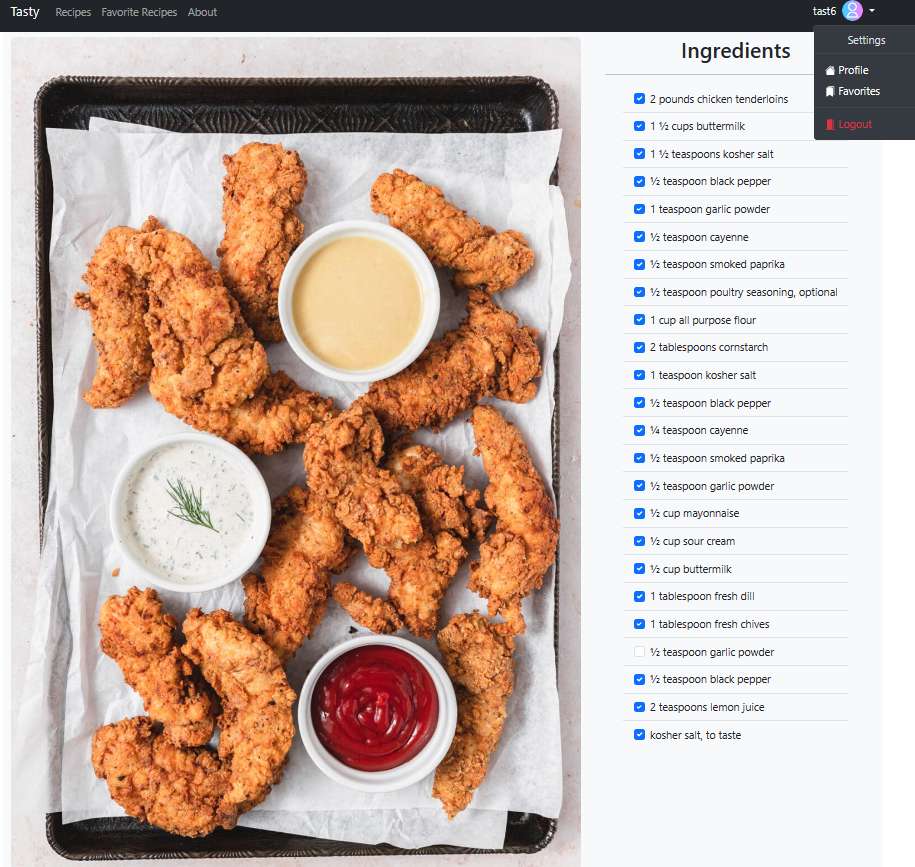 Tasty Recipes Favorite Recipes About tast6
Settings
Profile
Favorites
Logout
Ingredients
2 pounds chicken tenderloins
1 ½ cups buttermilk
1 ½ teaspoons kosher salt
½ teaspoon black pepper
1 teaspoon garlic powder
½ teaspoon cayenne
½ teaspoon smoked paprika
½ teaspoon poultry seasoning, optional
1 cup all purpose flour
2 tablespoons cornstarch
1 teaspoon kosher salt
½ teaspoon black pepper
¼ teaspoon cayenne
½ teaspoon smoked paprika
½ teaspoon garlic powder
½ cup mayonnaise
½ cup sour cream
½ cup buttermilk
1 tablespoon fresh dill
1 tablespoon fresh chives
½ teaspoon garlic powder
½ teaspoon black pepper
2 teaspoons lemon juice
kosher salt, to taste